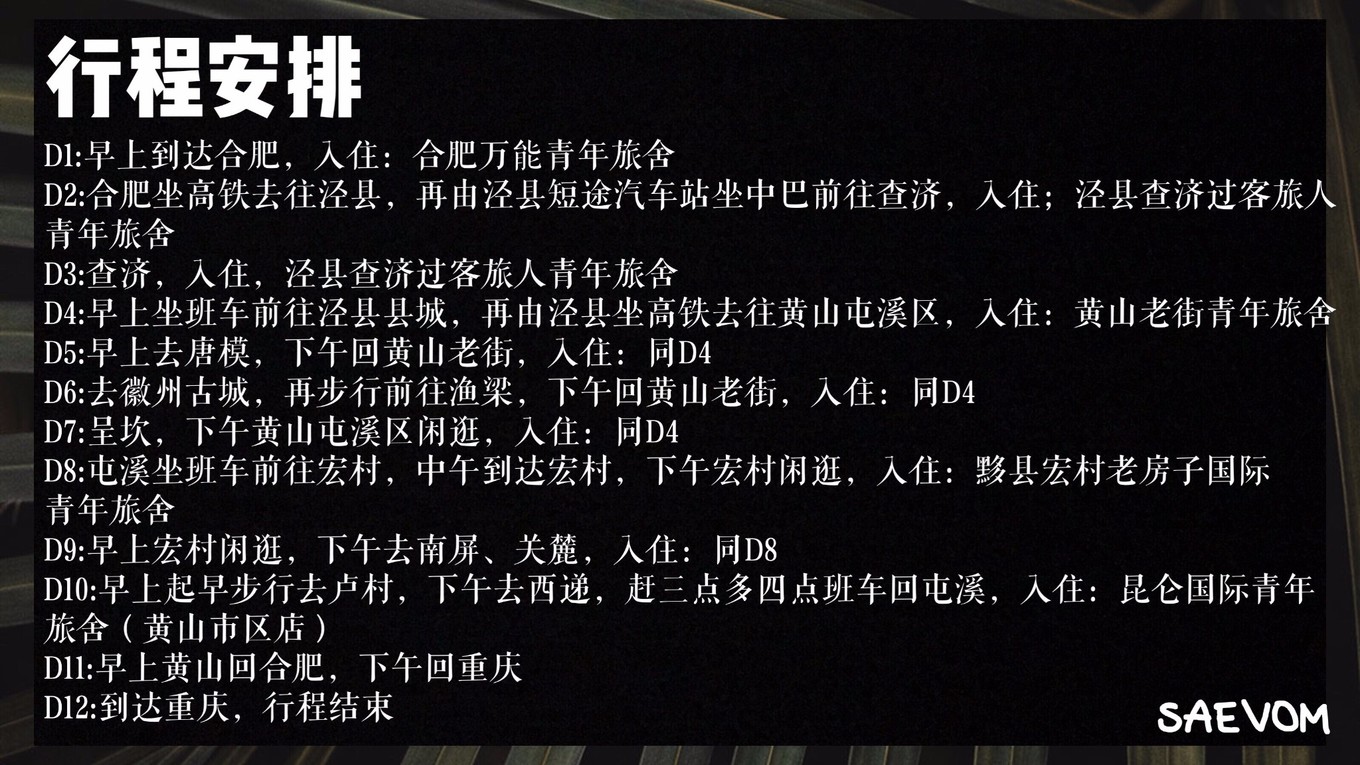 行程安排
D1:早上到达合肥，入住：合肥万能青年旅舍
D2:合肥坐高铁去往泾县，再由泾县短途汽车站坐中巴前往查济，入住；泾县查济过客旅人
青年旅舍
D3:查济，入住，泾县查济过客旅人青年旅舍
D4:早上坐班车前往泾县县城，再由泾县坐高铁去往黄山屯溪区，入住：黄山老街青年旅舍
D5:早上去唐模，下午回黄山老街，入住：同D4
D6:去徽州古城，再步行前往渔梁，下午回黄山老街，入住：同D4
D7:呈坎，下午黄山屯溪区闲逛，入住：同D4
D8:屯溪坐班车前往宏村，中午到达宏村，下午宏村闲逛，入住：黟县宏村老房子国际
青年旅舍
D9:早上宏村闲逛，下午去南屏、关麓，入住：同D8
D10:早上起早步行去卢村，下午去西递，赶三点多四点班车回屯溪，入住：昆仑国际青年
旅舍（黄山市区店）
D11:早上黄山回合肥，下午回重庆
D12:到达重庆，行程结束
SAEVOM